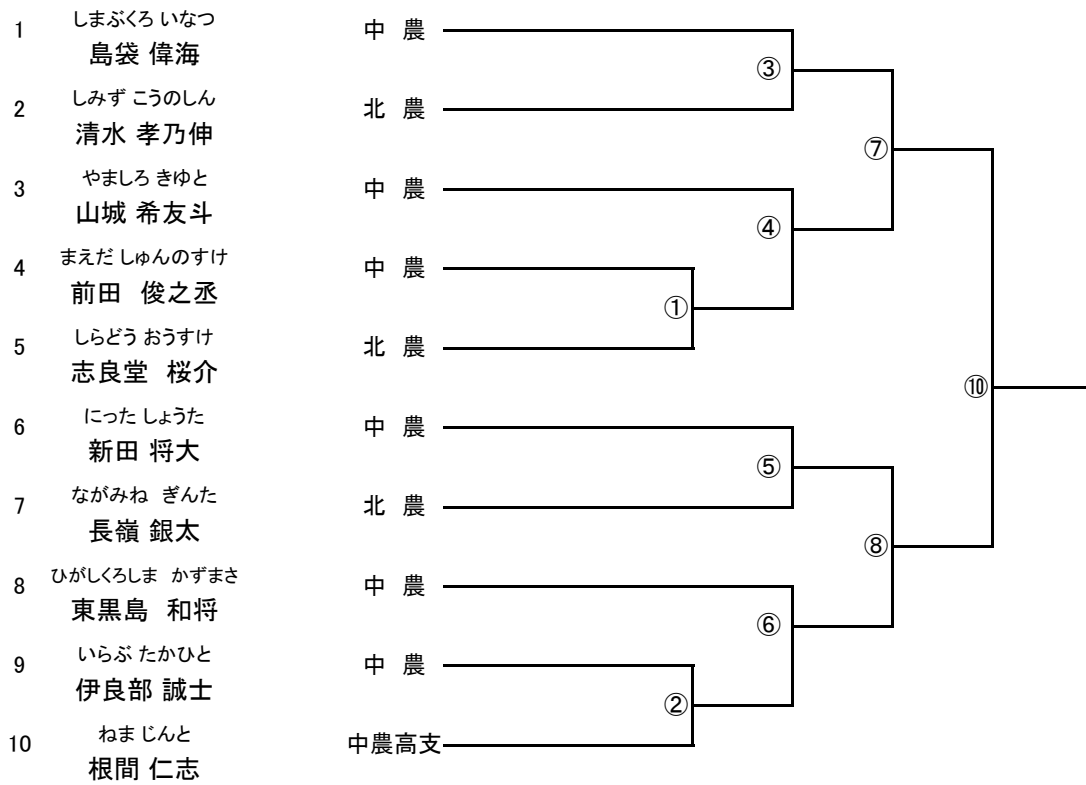 しまぶくろ いなつ
1 島袋 偉海 中 農
③
しみず こうのしん
2 清水 孝乃伸 北 農
⑦
やましろ きゆと
3 山城 希友斗 中 農
④
まえだ しゅんのすけ
4 前田 俊之丞 中 農
①
しらどう おうすけ
5 志良堂 桜介 北 農
⑩
にった しょうた
6 新田 将大 中 農
⑤
ながみね ぎんた
7 長嶺 銀太 北 農
⑧
ひがしくろしま かずまさ
8 東黒島 和将 中 農
⑥
いらぶ たかひと
9 伊良部 誠士 中 農
②
ねま じんと
10 根間 仁志 中農高支